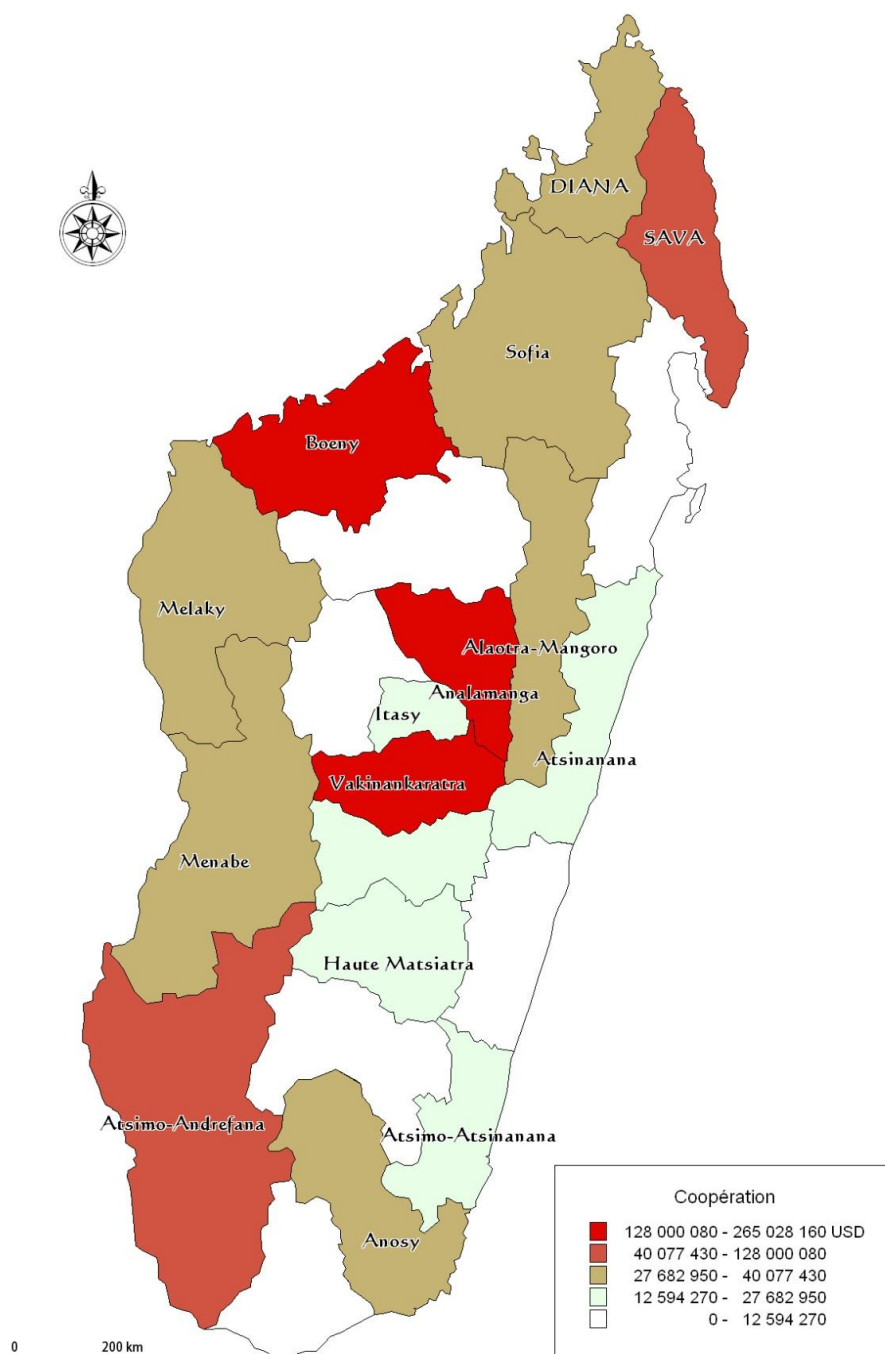 DIANA
SAVA
Sofia
Boeny
Melaky
Alaotra-Mangoro
Analamanga
Itasy
Atsinanana
Vakinankaratra
Menabe
Haute Matsiatra
Atsimo-Andrefana
Atsimo-Atsinanana
Anosy
Coopération
128 000 080 - 265 028 160 USD
40 077 430 - 128 000 080
27 682 950 - 40 077 430
12 594 270 - 27 682 950
0 - 12 594 270
0 200 km